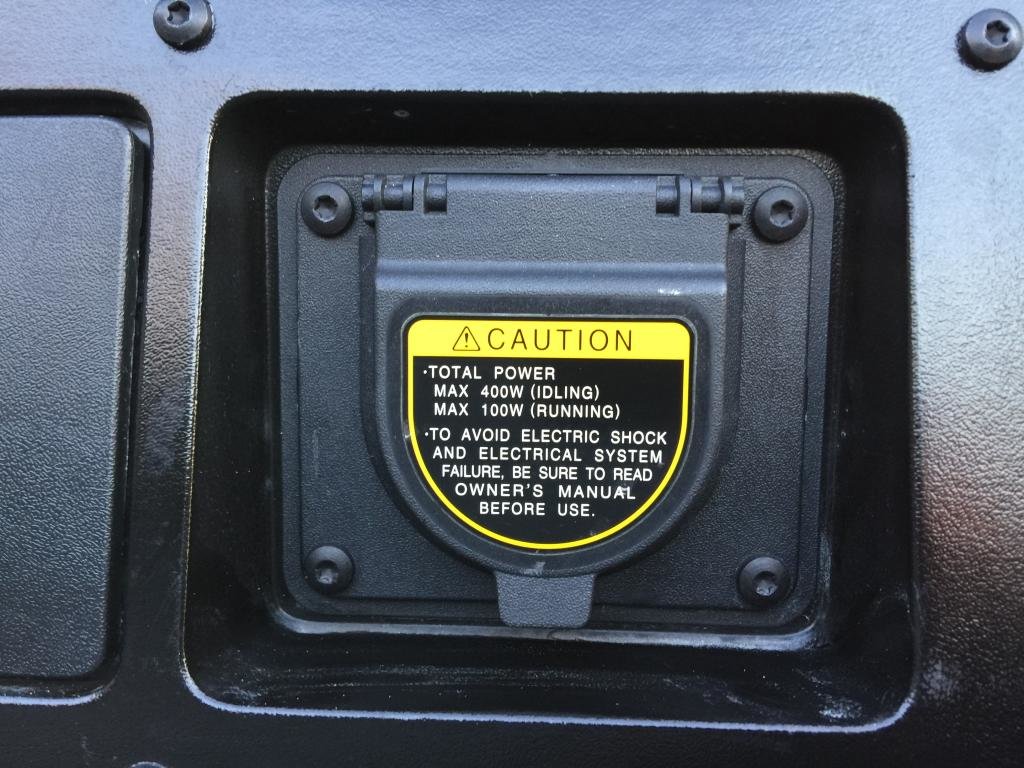 CAUTION
·TOTAL POWER
MAX 400W (IDLING)
MAX 100W (RUNNING)
·TO AVOID ELECTRIC SHOCK
AND ELECTRICAL SYSTEM
FAILURE, BE SURE TO READ
OWNER'S MANUAL
BEFORE USE.